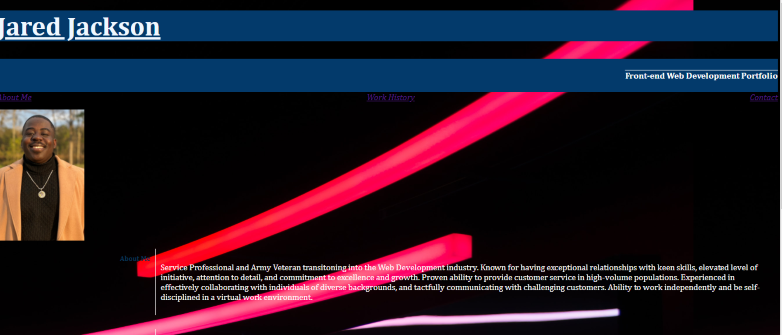 Jared Jackson
Front-end Web Development Portfolio
About Me Work History Contact
About Me
Service Professional and Army Veteran transitoning into the Web Development industry. Known for having exceptional relationships with keen skills, elevated level of
initiative, attention to detail, and commitment to excellence and growth. Proven ability to provide customer service in high-volume populations. Experienced in
effectively collaborating with individuals of diverse backgrounds, and tactfully communicating with challenging customers. Ability to work independently and be self-
disciplined in a virtual work environment.